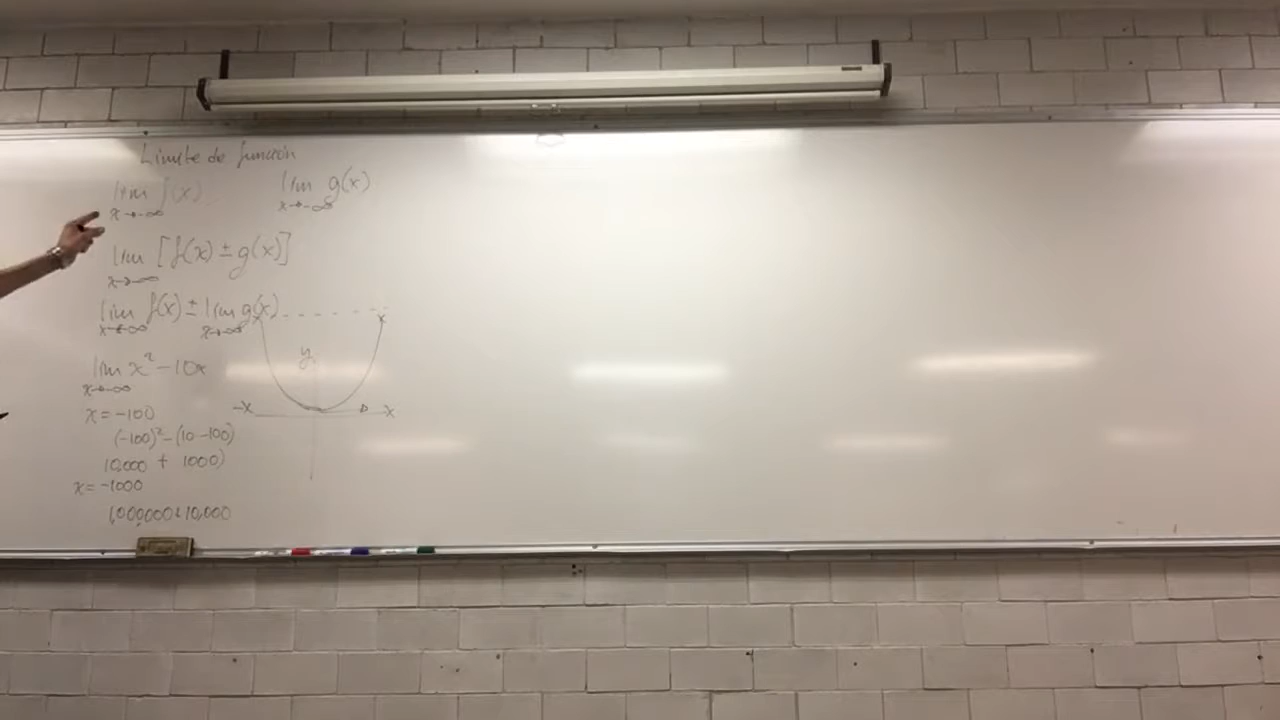 Limite de función
lim f(x) lim g(x)
x→-∞ x→-∞
lim [f(x) ± g(x)]
x→-∞
lim f(x) ± lim g(x)
x→-∞ x→-∞
lim x² - 10x
x→-∞
y
x = -100
-X X
(-100)² - (10 -100)
10,000 + 1000)
x = -1000
1,000,000 + 10,000